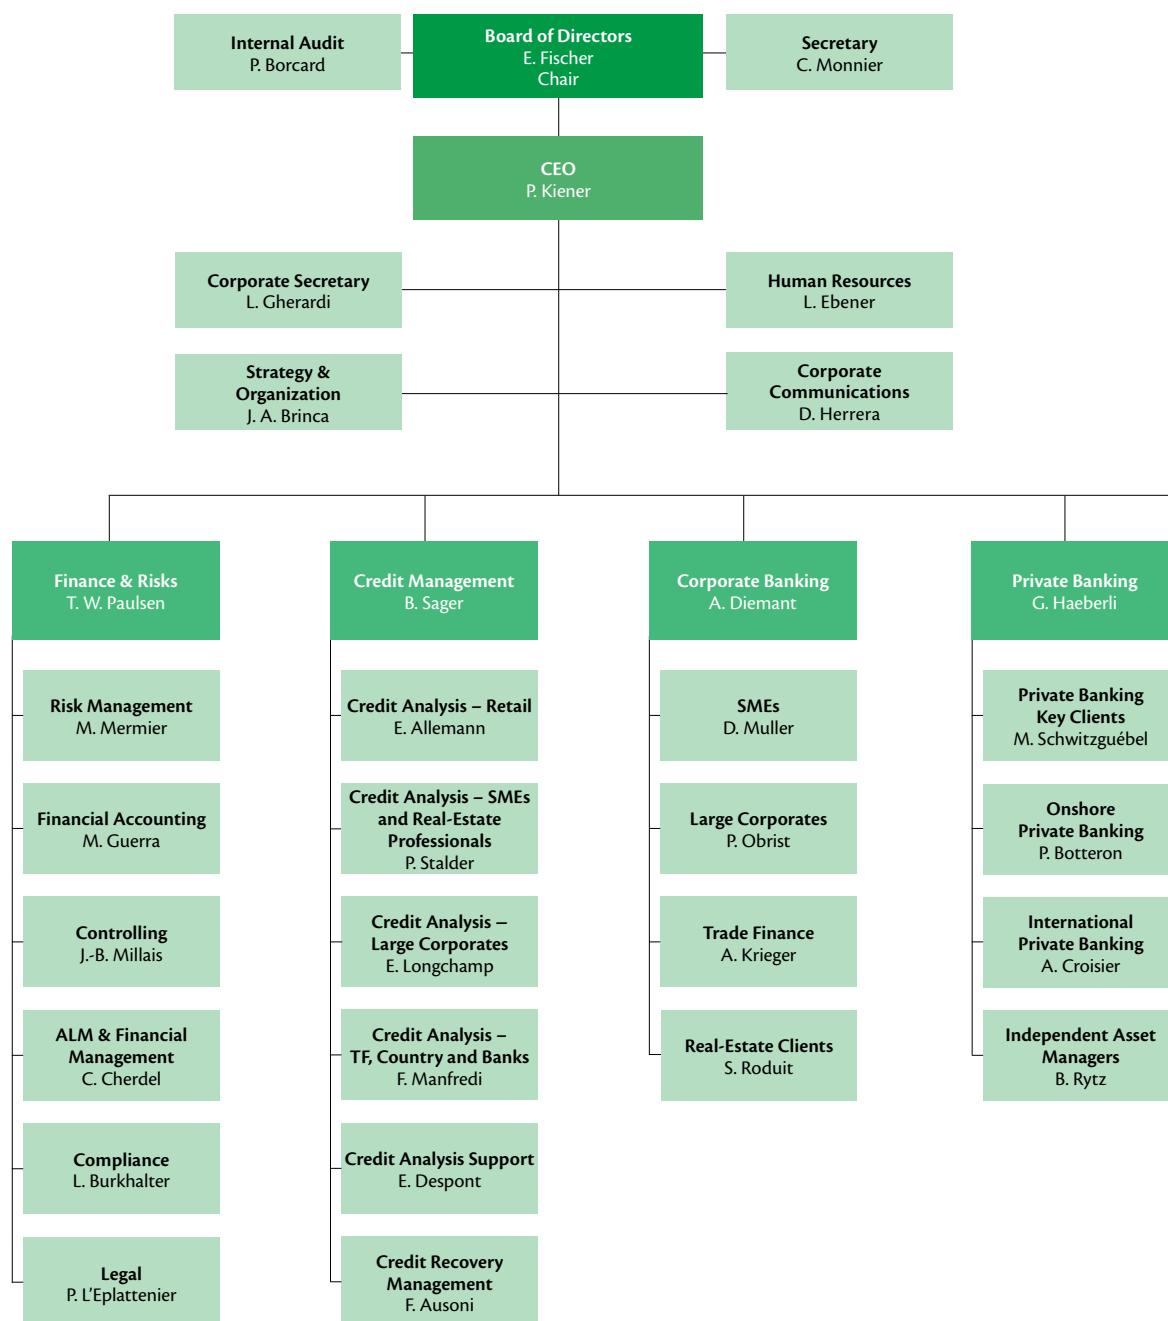 Internal Audit
P. Borcard
Board of Directors
E. Fischer
Chair
Secretary
C. Monnier
CEO
P. Kiener
Corporate Secretary
L. Gherardi
Human Resources
L. Ebener
Strategy &
Organization
J. A. Brinca
Corporate
Communications
D. Herrera
Finance & Risks
T. W. Paulsen
Risk Management
M. Mermier
Financial Accounting
M. Guerra
Controlling
J.-B. Millais
ALM & Financial
Management
C. Cherdel
Compliance
L. Burkhalter
Legal
P. L'Eplattenier
Credit Management
B. Sager
Credit Analysis – Retail
E. Allemann
Credit Analysis – SMEs
and Real-Estate
Professionals
P. Stalder
Credit Analysis –
Large Corporates
E. Longchamp
Credit Analysis –
TF, Country and Banks
F. Manfredi
Credit Analysis Support
E. Despont
Credit Recovery
Management
F. Ausoni
Corporate Banking
A. Diemant
SMEs
D. Muller
Large Corporates
P. Obrist
Trade Finance
A. Krieger
Real-Estate Clients
S. Roduit
Private Banking
G. Haeberli
Private Banking
Key Clients
M. Schwitzguébel
Onshore
Private Banking
P. Botteron
International
Private Banking
A. Croisier
Independent Asset
Managers
B. Rytz